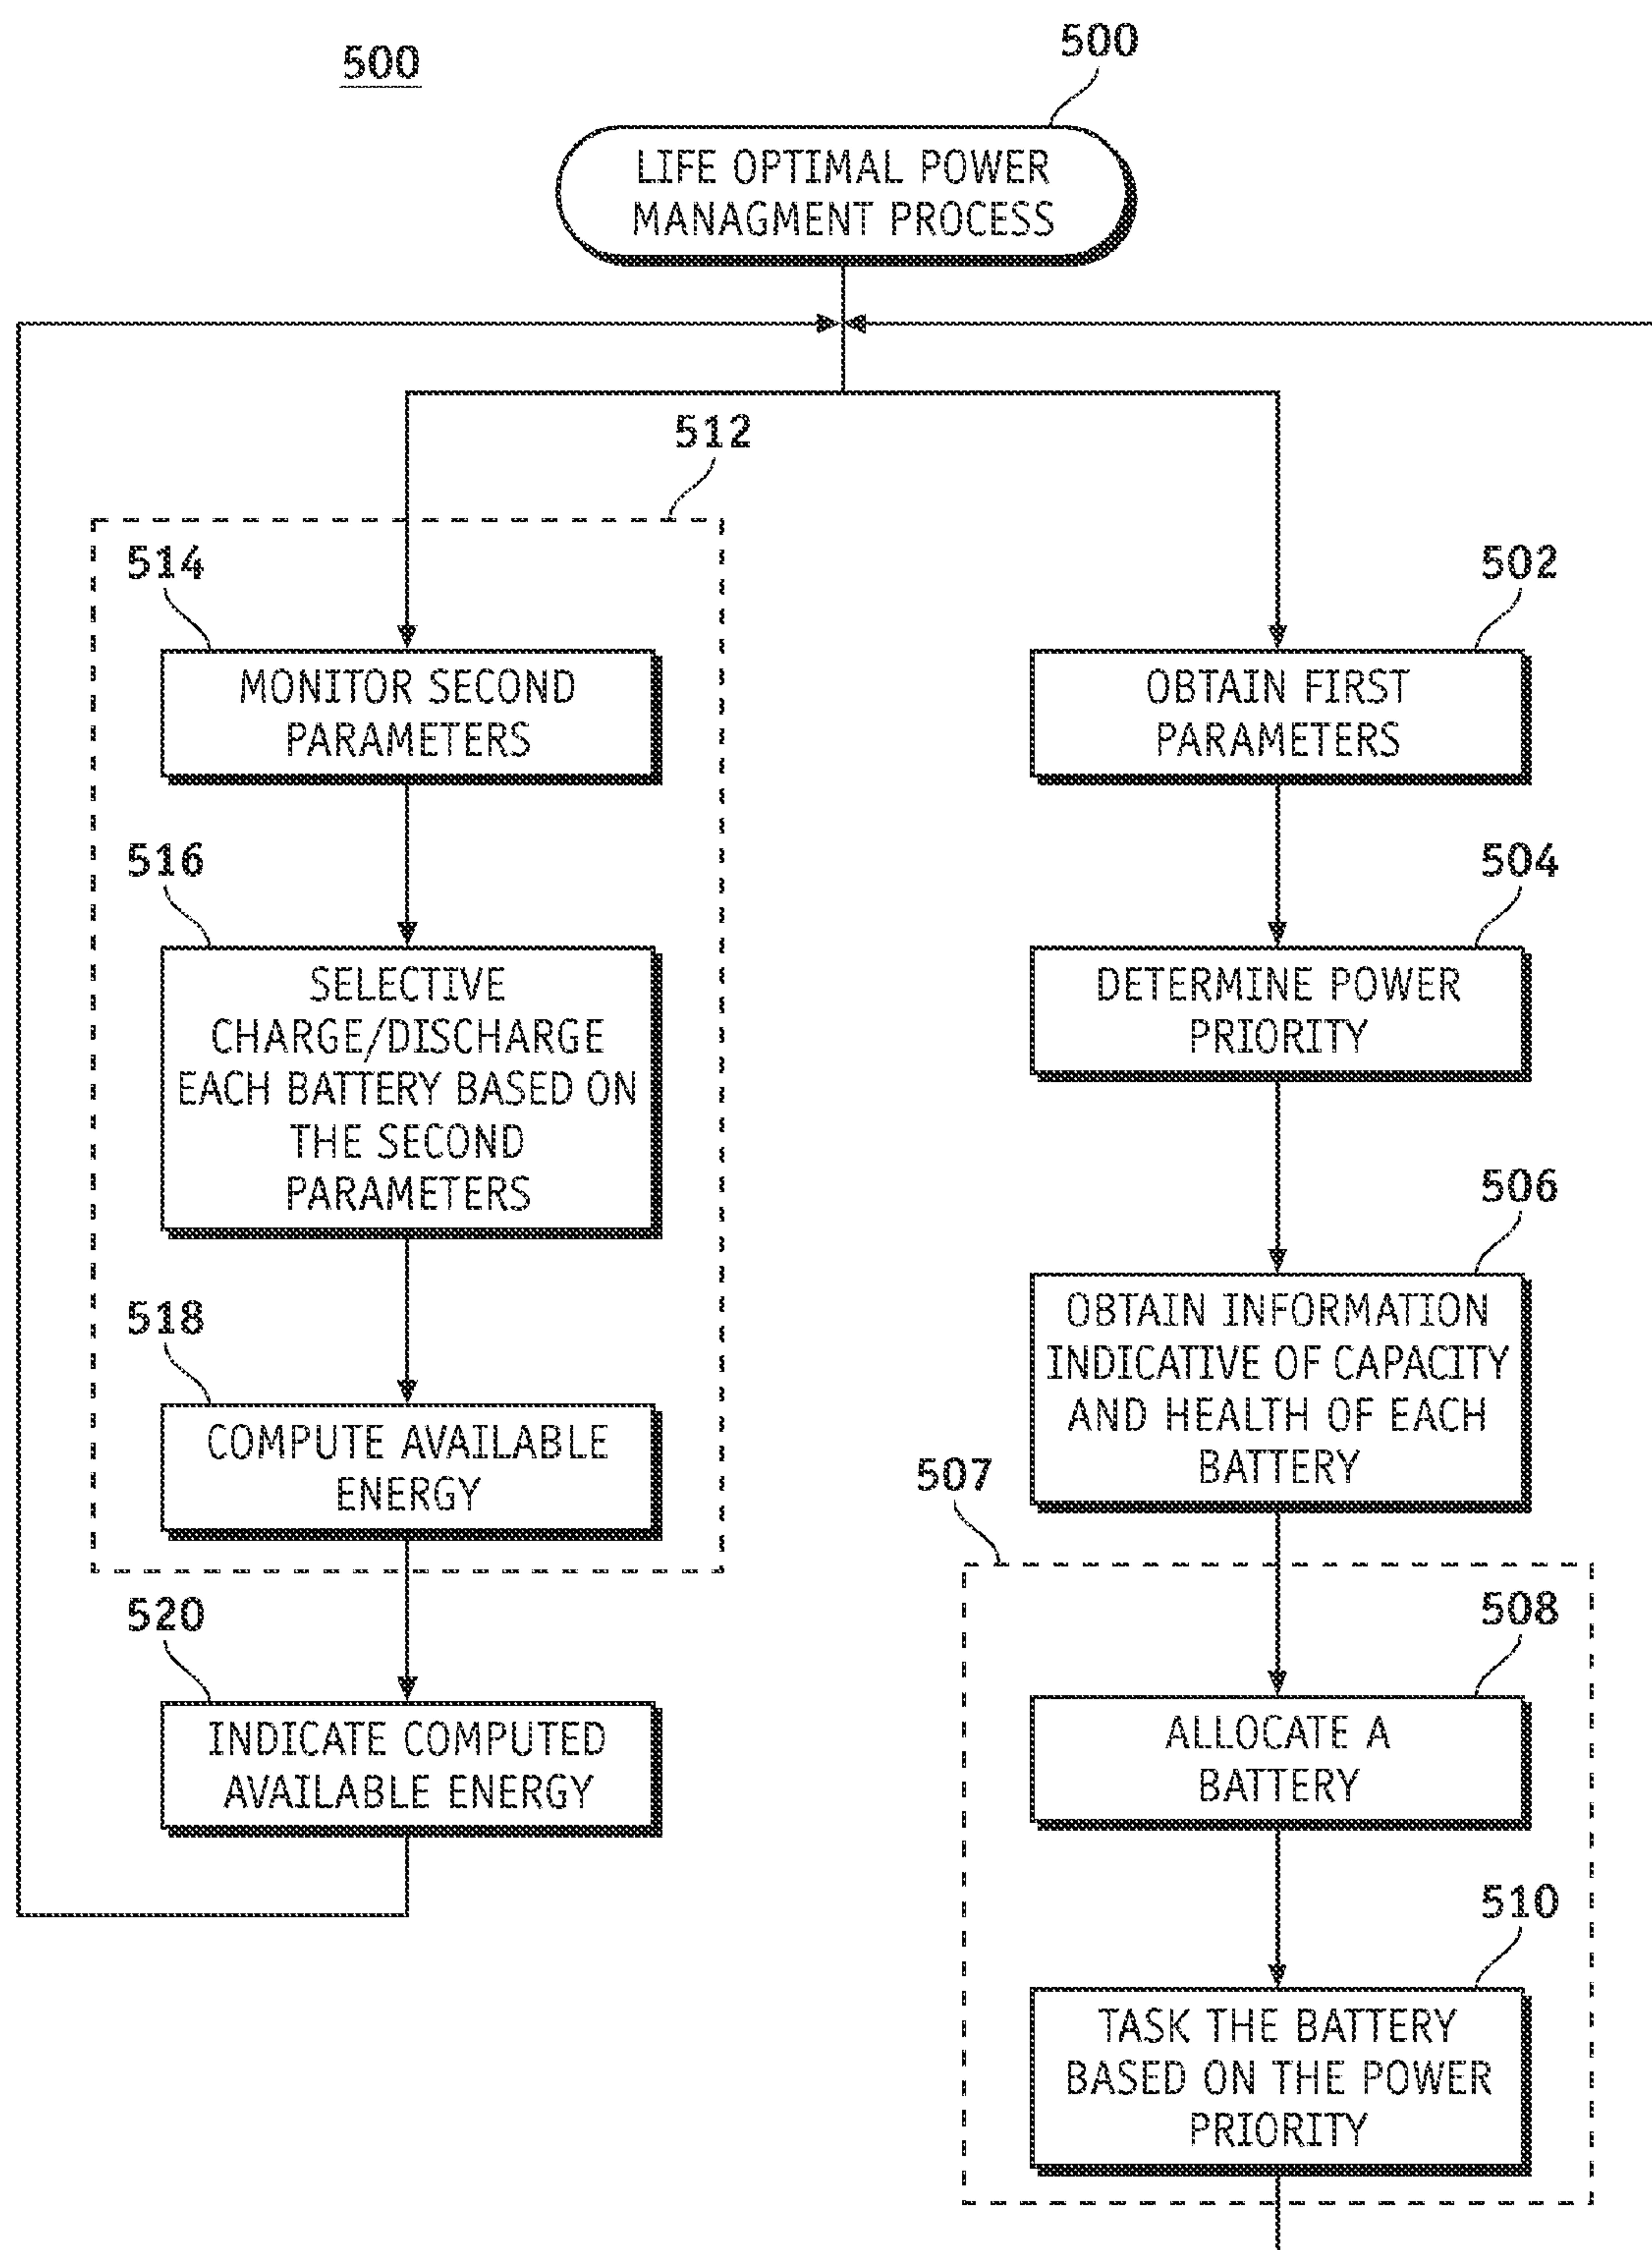 500
500
LIFE OPTIMAL POWER
MANAGMENT PROCESS
512
514
MONITOR SECOND
PARAMETERS
516
SELECTIVE
CHARGE/DISCHARGE
EACH BATTERY BASED ON
THE SECOND
PARAMETERS
518
COMPUTE AVAILABLE
ENERGY
520
INDICATE COMPUTED
AVAILABLE ENERGY
502
OBTAIN FIRST
PARAMETERS
504
DETERMINE POWER
PRIORITY
506
OBTAIN INFORMATION
INDICATIVE OF CAPACITY
AND HEALTH OF EACH
BATTERY
507
508
ALLOCATE A
BATTERY
510
TASK THE BATTERY
BASED ON THE POWER
PRIORITY